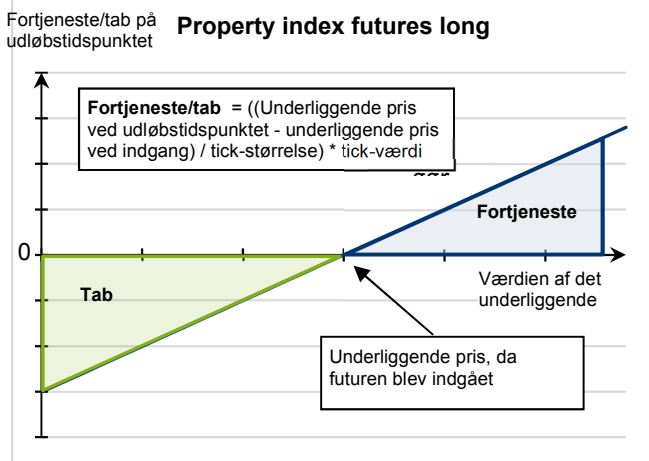 Fortjeneste/tab på
udløbstidspunktet
Property index futures long
Fortjeneste/tab = ((Underliggende pris
ved udløbstidspunktet - underliggende pris
ved indgang) / tick-størrelse) * tick-værdi
Fortjeneste
0
Værdien af det
underliggende
Tab
Underliggende pris, da
futuren blev indgået